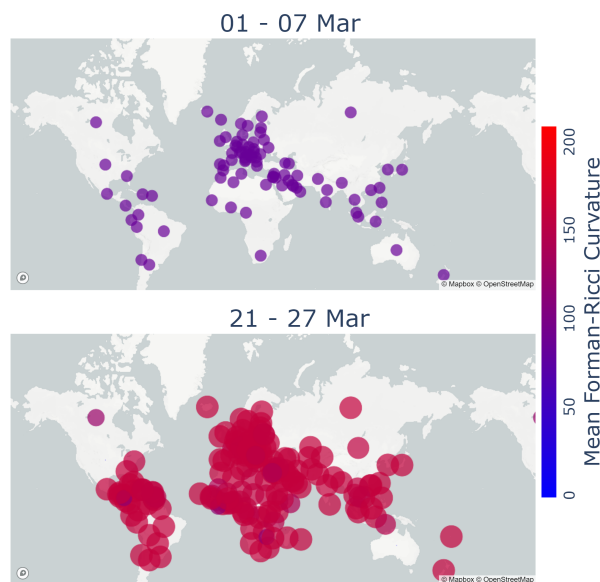 01 - 07 Mar
© Mapbox © OpenStreetMap
21 - 27 Mar
© Mapbox © OpenStreetMap
200
150
100
50
0
Mean Forman-Ricci Curvature